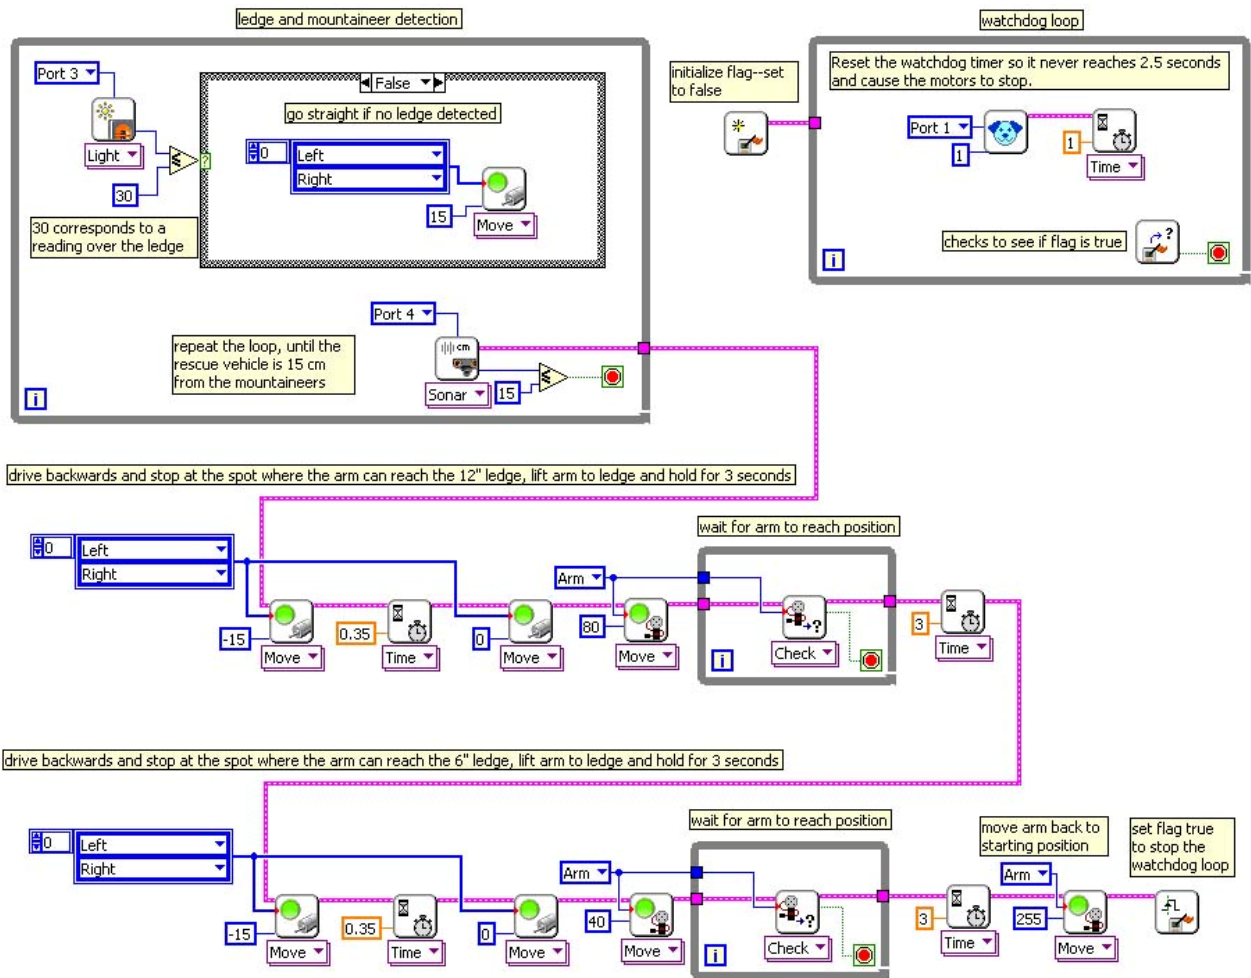 ledge and mountaineer detection
Port 3
Light
30
30 corresponds to a
reading over the ledge
False
go straight if no ledge detected
0
Left
Right
15
Move
?
Port 4
cm
repeat the loop, until the
rescue vehicle is 15 cm
from the mountaineers
Sonar
15
i
initialize flag--set
to false
watchdog loop
Reset the watchdog timer so it never reaches 2.5 seconds
and cause the motors to stop.
Port 1
1
1
Time
checks to see if flag is true
?
i
drive backwards and stop at the spot where the arm can reach the 12" ledge, lift arm to ledge and hold for 3 seconds
0
Left
Right
-15
Move
0.35
Time
0
Move
Arm
80
Move
wait for arm to reach position
?
Check
i
3
Time
drive backwards and stop at the spot where the arm can reach the 6" ledge, lift arm to ledge and hold for 3 seconds
0
Left
Right
-15
Move
0.35
Time
0
Move
Arm
40
Move
wait for arm to reach position
?
Check
i
3
Time
move arm back to
starting position
Arm
255
Move
set flag true
to stop the
watchdog loop